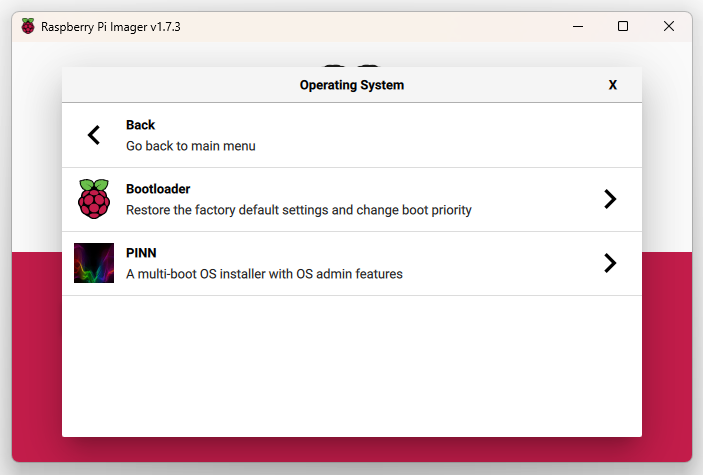 Raspberry Pi Imager v1.7.3
Operating System
X
Back
Go back to main menu
Bootloader
Restore the factory default settings and change boot priority
PINN
A multi-boot OS installer with OS admin features